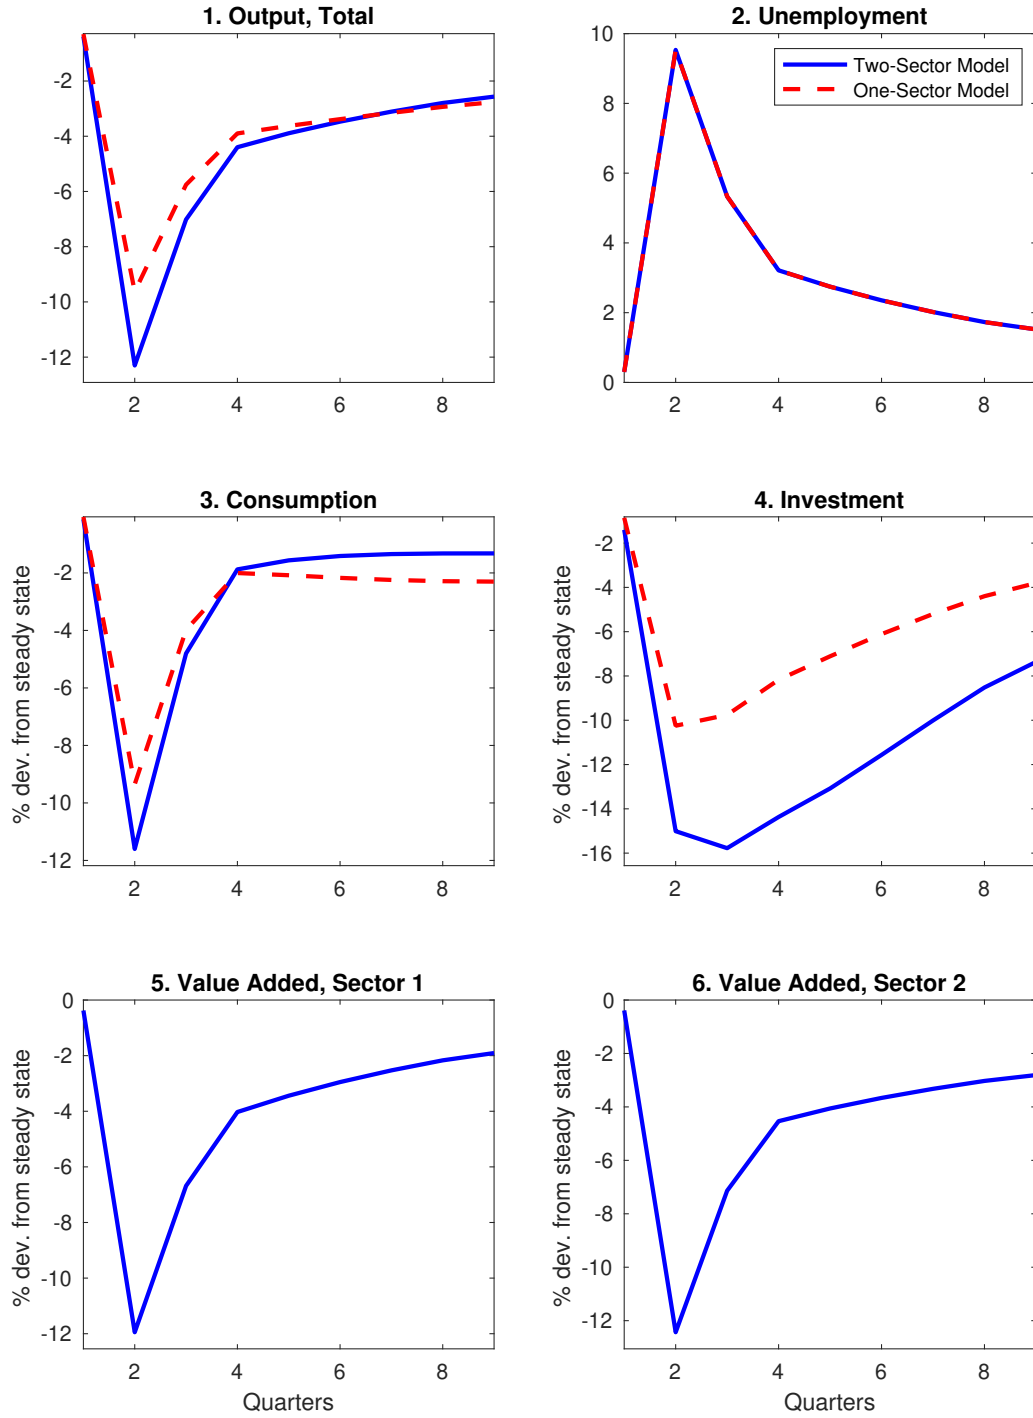 1. Output, Total
-2
-4
-6
-8
-10
-12
2 4 6 8
2. Unemployment
10
8
6
4
2
0
2 4 6 8
Two-Sector Model
One-Sector Model
3. Consumption
% dev. from steady state
-2
-4
-6
-8
-10
-12
2 4 6 8
4. Investment
% dev. from steady state
-2
-4
-6
-8
-10
-12
-14
-16
2 4 6 8
5. Value Added, Sector 1
% dev. from steady state
0
-2
-4
-6
-8
-10
-12
2 4 6 8
Quarters
6. Value Added, Sector 2
% dev. from steady state
0
-2
-4
-6
-8
-10
-12
2 4 6 8
Quarters